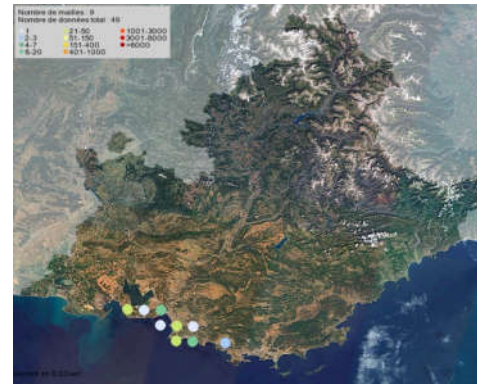 Nombre de mailles : 9
Nombre de données total : 49
1 21-50 1001-3000
2-3 51-150 3001-6000
4-7 151-400 >6000
8-20 401-1000